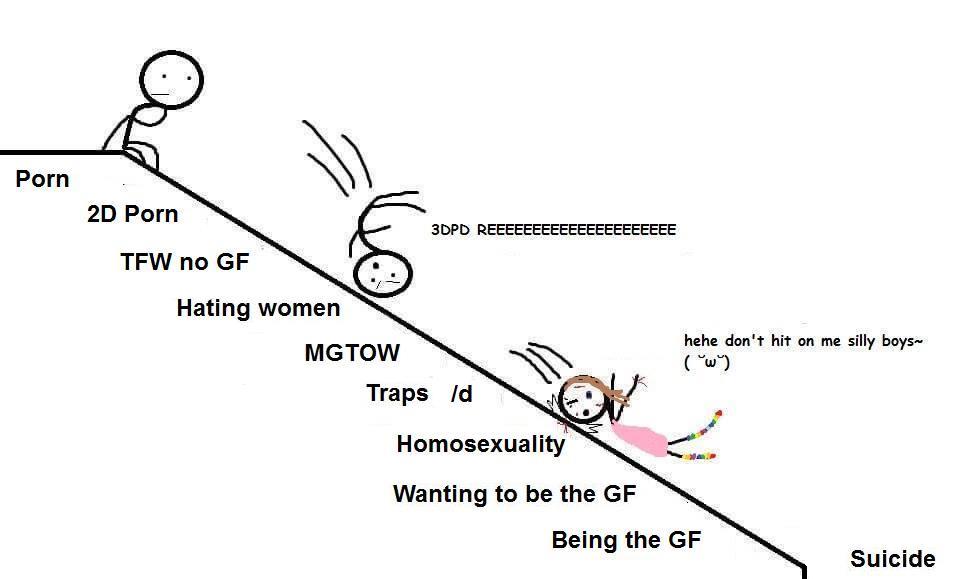 Porn
2D Porn
TFW no GF
3DPD REEEEEEEEEEEEEEEEEEEEEE
Hating women
MGTOW
hehe don't hit on me silly boys~
( ˘ω˘)
Traps /d
Homosexuality
Wanting to be the GF
Being the GF
Suicide